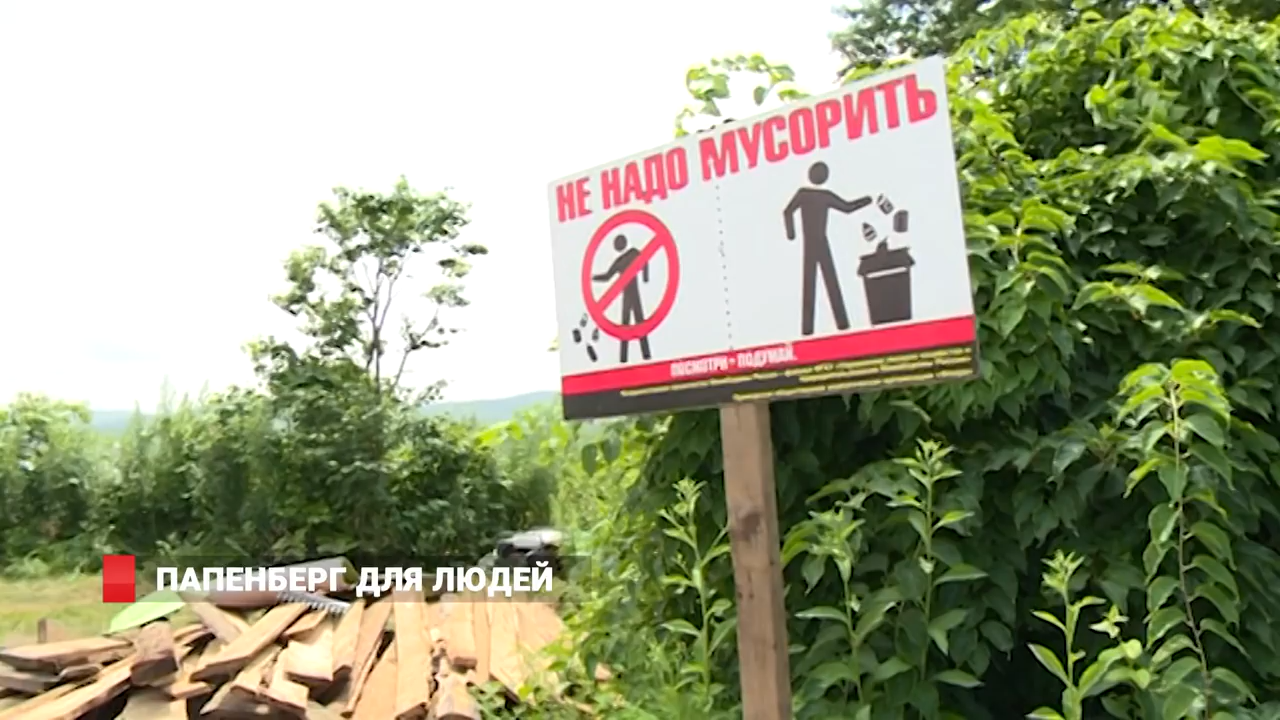 НЕ НАДО МУСОРИТЬ
ПОСМОТРИ - ПОДУМАЙ.
ПАПЕНБЕРГ ДЛЯ ЛЮДЕЙ